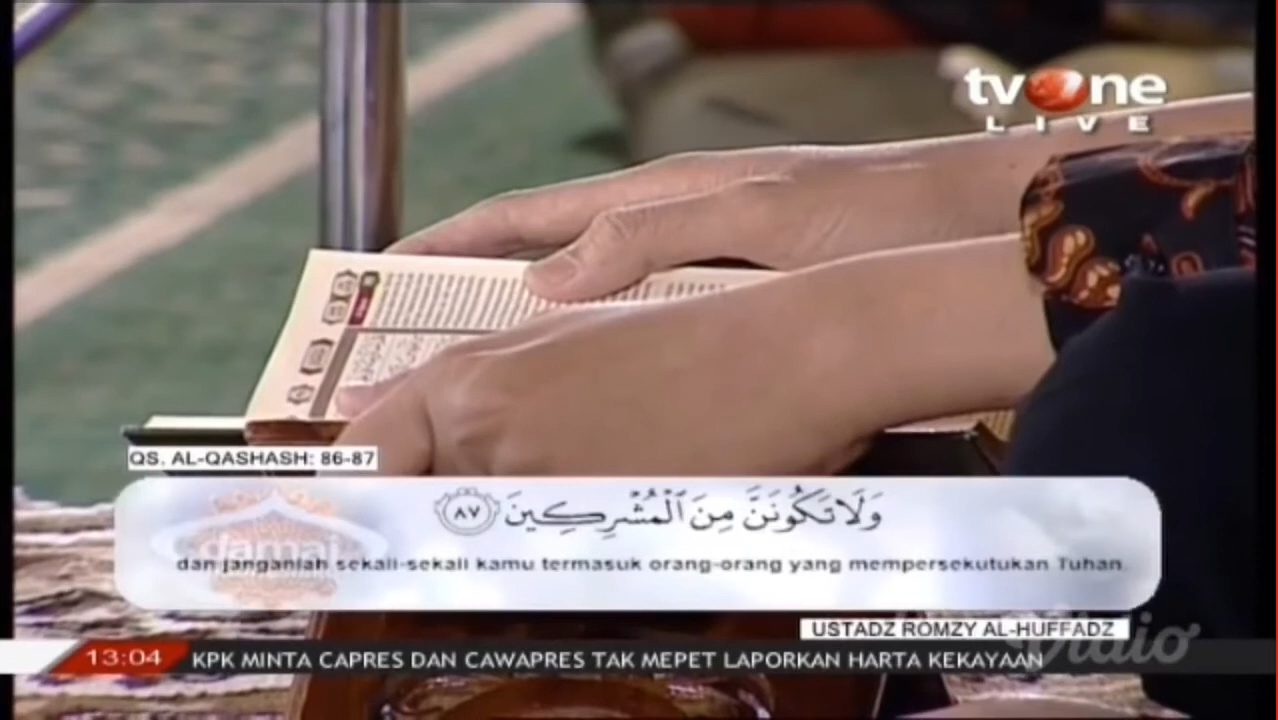 tvOne
LIVE
QS. AL-QASHASH: 86-87
وَلَا تَكُونَنَّ مِنَ ٱلْمُشْرِكِينَ ٨٧
damai
dan janganlah sekali-sekali kamu termasuk orang-orang yang mempersekutukan Tuhan.
USTADZ ROMZY AL-HUFFADZ
Vidio
13:04 KPK MINTA CAPRES DAN CAWAPRES TAK MEPET LAPORKAN HARTA KEKAYAAN